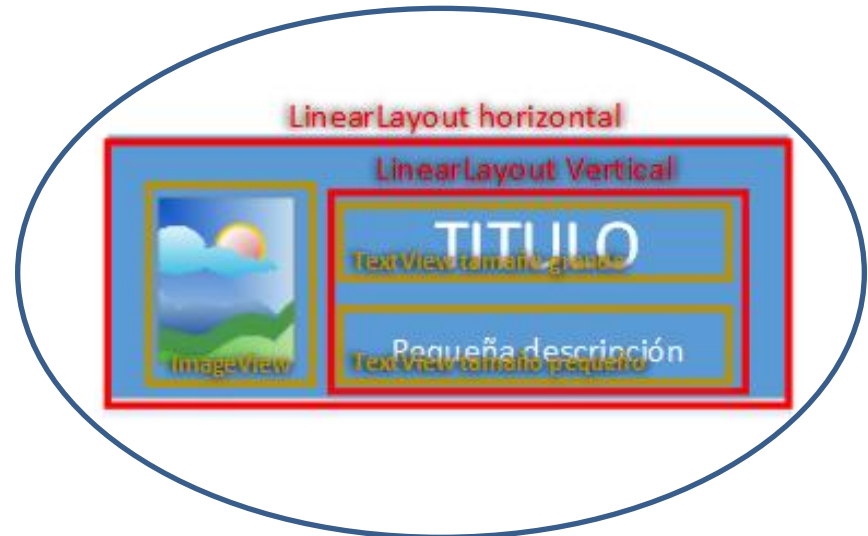 LinearLayout horizontal
LinearLayout Vertical
TITULO
TextView tamaño grande
Pequeña descripción
ImageView
TextView tamaño pequeño